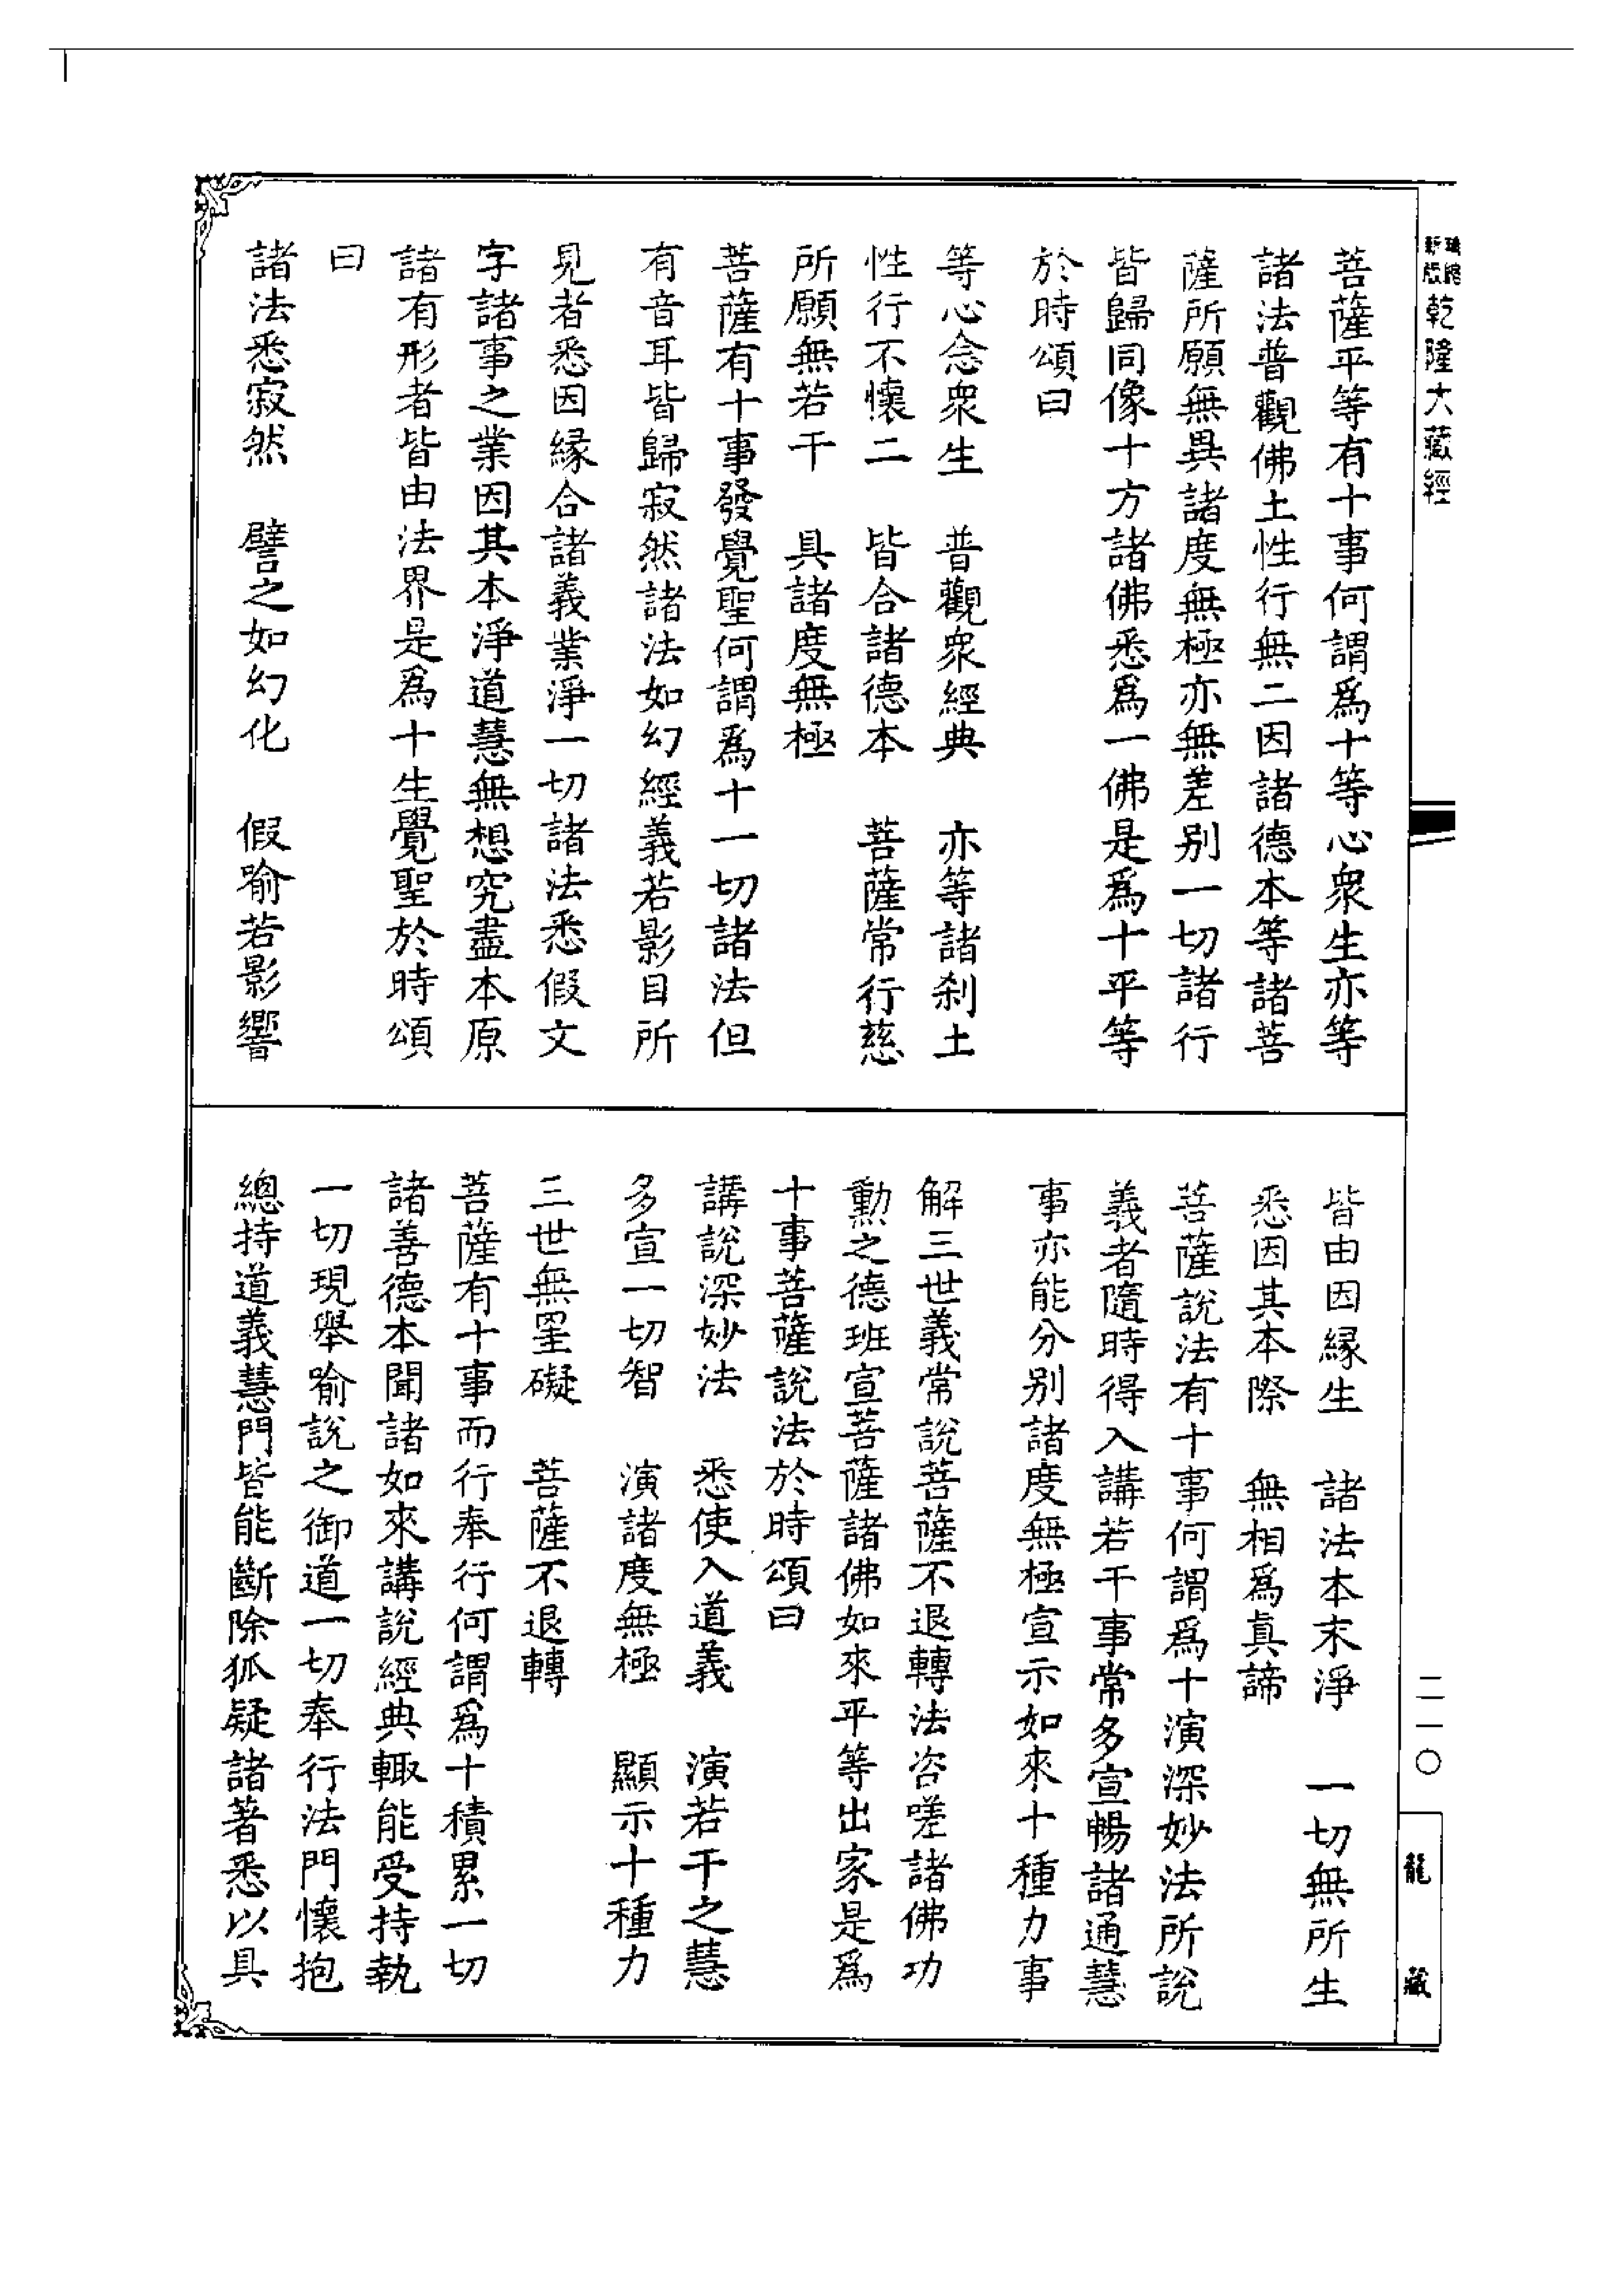 乾隆大藏經
菩薩平等有十事何謂爲十等心衆生亦等
諸法普觀佛土性行無二因諸德本等諸菩
薩所願無異諸度無極亦無差别一切諸行
皆歸同像十方諸佛悉爲一佛是爲十平等
於時頌曰
等心念衆生　普觀衆經典　亦等諸刹土
性行不懷二　皆合諸德本　菩薩常行慈
所願無若干　具諸度無極
菩薩有十事發覺聖何謂爲十一切諸法但
有音耳皆歸寂然諸法如幻經義若影目所
見者悉因緣合諸義業淨一切諸法悉假文
字諸事之業因其本淨道慧無想究盡本原
諸有形者皆由法界是爲十生覺聖於時頌
曰
諸法悉寂然　譬之如幻化　假喻若影響
皆由因緣生　諸法本末淨　一切無所生
悉因其本際　無相爲眞諦
菩薩說法有十事何謂爲十演深妙法所說
義者隨時得入講若干事常多宣暢諸通慧
事亦能分别諸度無極宣示如來十種力事
解三世義常說菩薩不退轉法咨嗟諸佛功
勳之德班宣菩薩諸佛如來平等出家是爲
十事菩薩說法於時頌曰
講說深妙法　悉使入道義　演若干之慧
多宣一切智　演諸度無極　顯示十種力
三世無罣礙　菩薩不退轉
菩薩有十事而行奉行何謂爲十積累一切
諸善德本聞諸如來講說經典輙能受持執
一切現舉喻說之御道一切奉行法門懷抱
總持道義慧門皆能斷除狐疑諸著悉以具
二一〇
龍藏